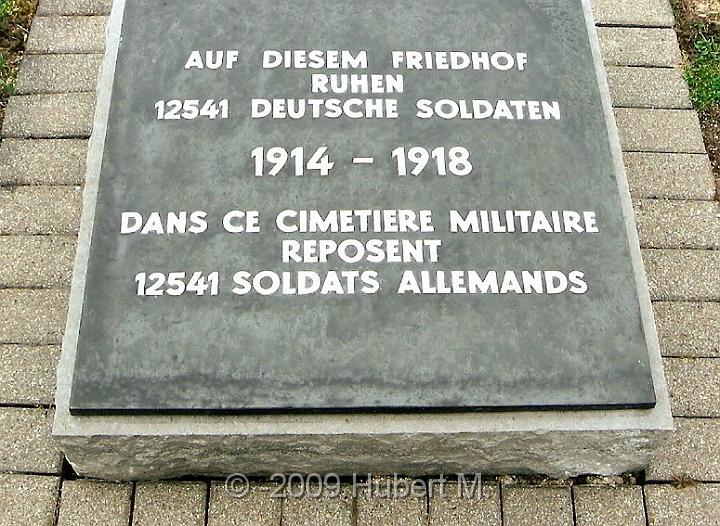 AUF DIESEM FRIEDHOF
RUHEN
12541 DEUTSCHE SOLDATEN
1914 – 1918
DANS CE CIMETIERE MILITAIRE
REPOSENT
12541 SOLDATS ALLEMANDS
© -2009 Hubert M.